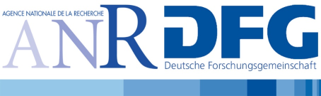 AGENCE NATIONALE DE LA RECHERCHE
ANR
DFG
Deutsche Forschungsgemeinschaft